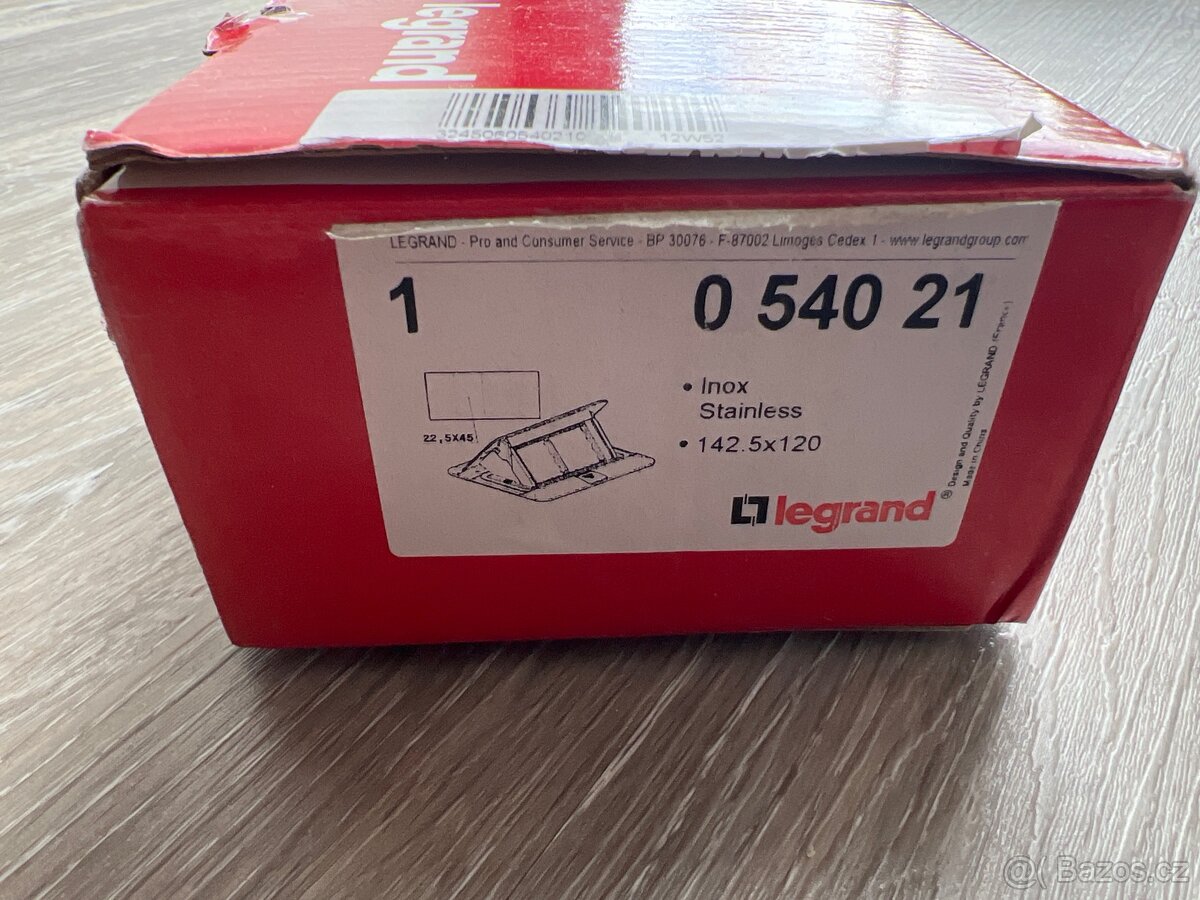 legrand
3245060540210 12W52
LEGRAND - Pro and Consumer Service - BP 30076 - F-87002 Limoges Cedex 1 - www.legrandgroup.com
1 0 540 21
• Inox
Stainless
22,5X45
• 142.5x120
legrand
Design and Quality by LEGRAND (France)
Made in China
@ Bazos.cz